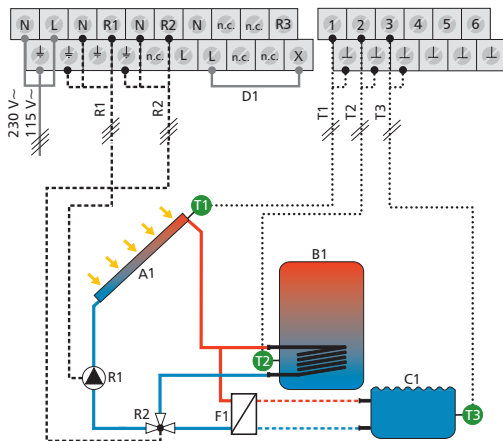 N L N R1 N R2 N n.c. n.c. R3
n.c. L L n.c. n.c. X
1 2 3 4 5 6
D1
230 V~
115 V~
R1
R2
T1
T2
T3
T1
A1
B1
T2
C1
T3
R1
R2
F1